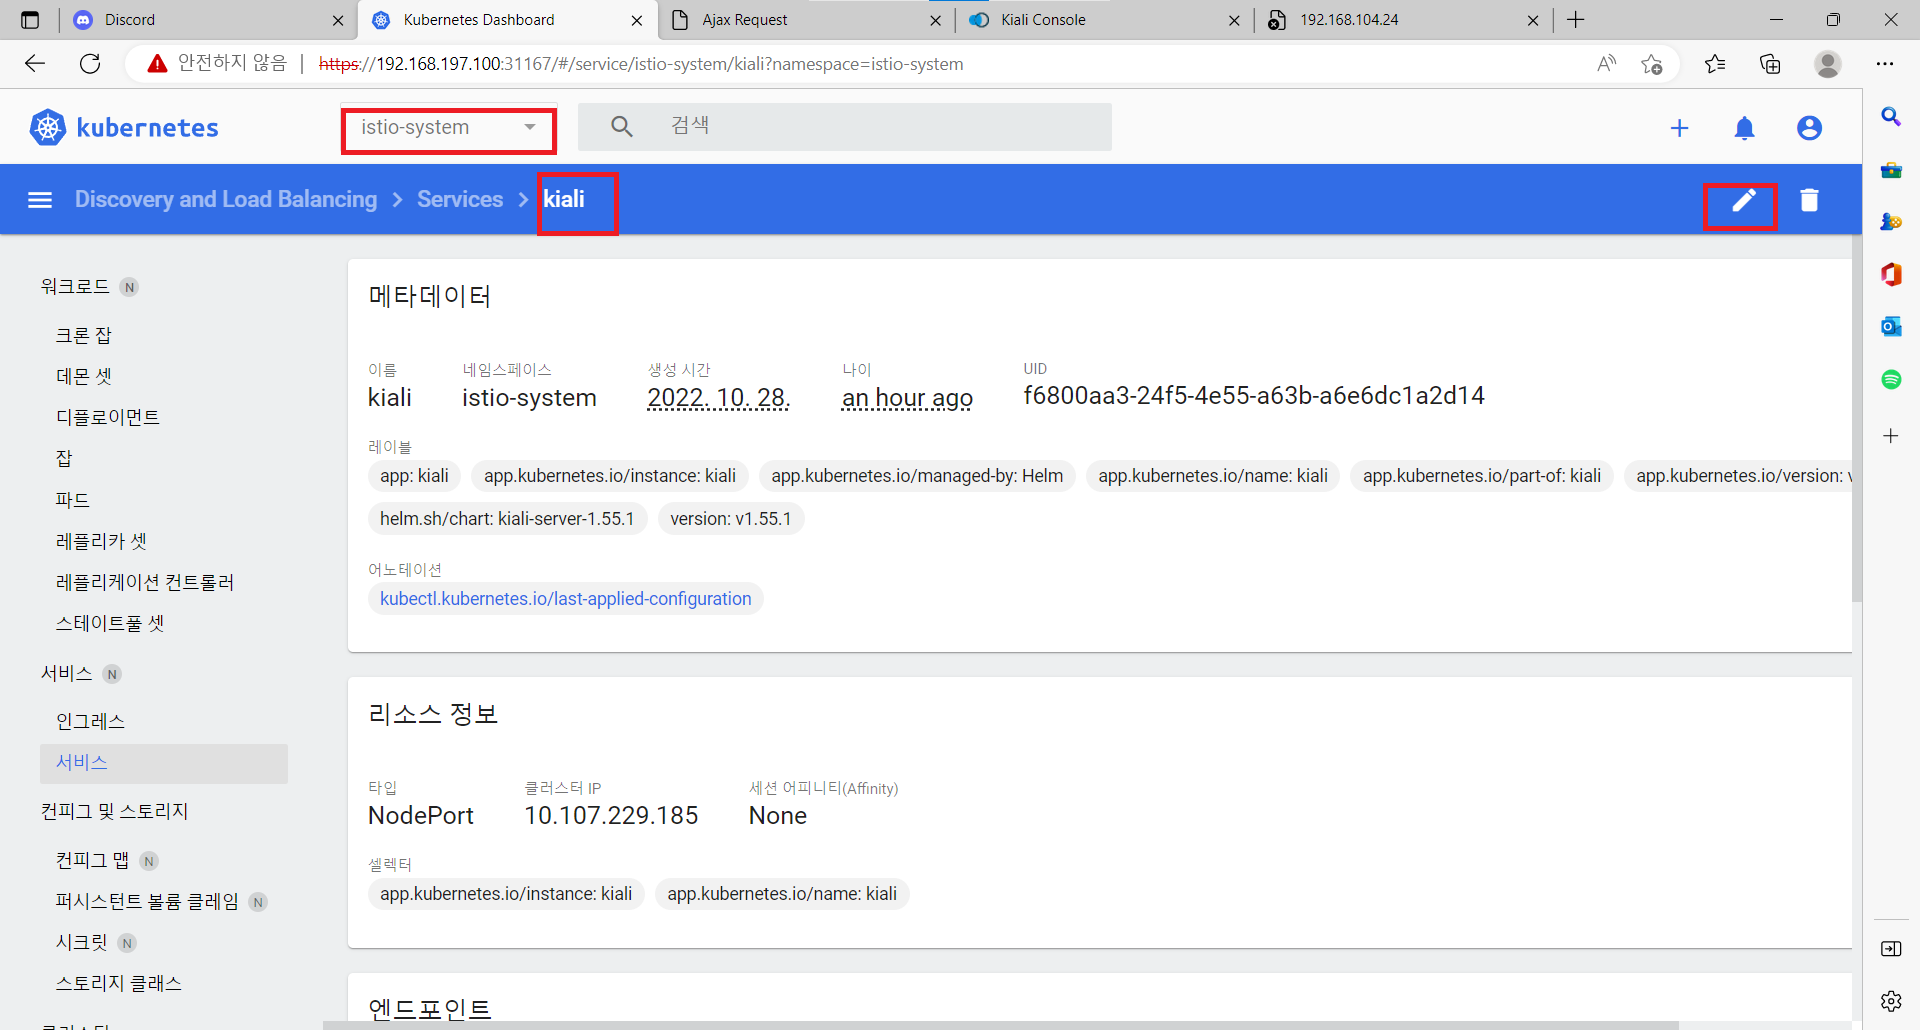 Discord
Kubernetes Dashboard
Ajax Request
Kiali Console
192.168.104.24
안전하지 않음 | https://192.168.197.100:31167/#/service/istio-system/kiali?namespace=istio-system
kubernetes
istio-system
검색
Discovery and Load Balancing > Services > kiali
워크로드 N
크론 잡
데몬 셋
디플로이먼트
잡
파드
레플리카 셋
레플리케이션 컨트롤러
스테이트풀 셋
서비스 N
인그레스
서비스
컨피그 및 스토리지
컨피그 맵 N
퍼시스턴트 볼륨 클레임 N
시크릿 N
스토리지 클래스
메타데이터
이름 네임스페이스 생성 시간 나이 UID
kiali istio-system 2022. 10. 28. an hour ago f6800aa3-24f5-4e55-a63b-a6e6dc1a2d14
레이블
app: kiali app.kubernetes.io/instance: kiali app.kubernetes.io/managed-by: Helm app.kubernetes.io/name: kiali app.kubernetes.io/part-of: kiali app.kubernetes.io/version:
helm.sh/chart: kiali-server-1.55.1 version: v1.55.1
어노테이션
kubectl.kubernetes.io/last-applied-configuration
리소스 정보
타입 클러스터 IP 세션 어피니티(Affinity)
NodePort 10.107.229.185 None
셀렉터
app.kubernetes.io/instance: kiali app.kubernetes.io/name: kiali
엔드포인트